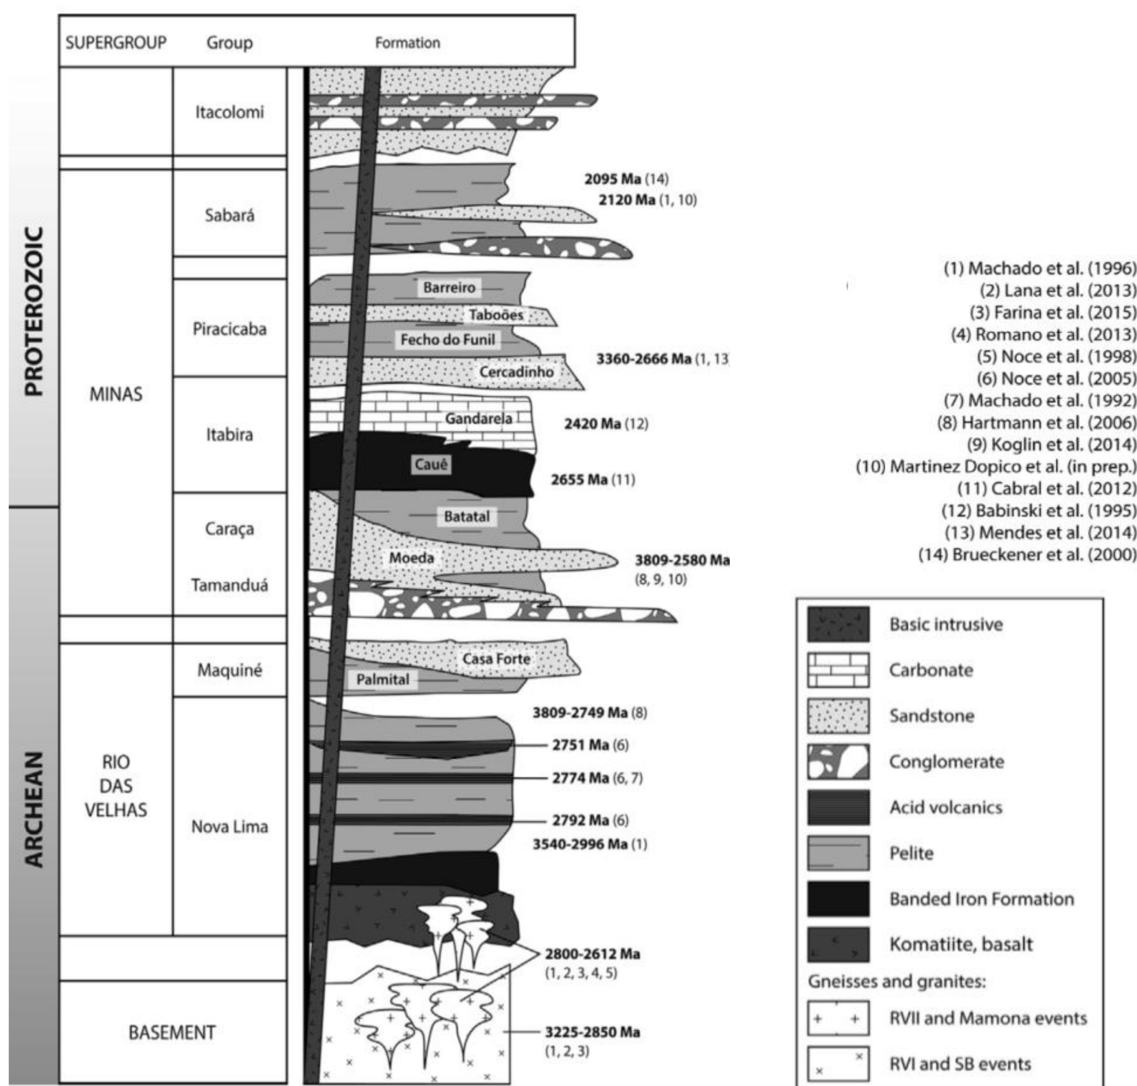 SUPERGROUP Group Formation
Itacolomi
2095 Ma (14)
2120 Ma (1, 10)
Sabará
PROTEROZOIC
Barreiro
Taboões
Piracicaba
Fecho do Funil
3360-2666 Ma (1, 13
Cercadinho
MINAS
Gandarela
2420 Ma (12)
Itabira
Cauê
2655 Ma (11)
Batatal
Caraça
Moeda
3809-2580 Ma
(8, 9, 10)
Tamanduá
Casa Forte
Maquiné
Palmital
3809-2749 Ma (8)
2751 Ma (6)
RIO
DAS
VELHAS
2774 Ma (6, 7)
ARCHEAN
Nova Lima
2792 Ma (6)
3540-2996 Ma (1)
2800-2612 Ma
(1, 2, 3, 4, 5)
BASEMENT
3225-2850 Ma
(1, 2, 3)
(1) Machado et al. (1996)
(2) Lana et al. (2013)
(3) Farina et al. (2015)
(4) Romano et al. (2013)
(5) Noce et al. (1998)
(6) Noce et al. (2005)
(7) Machado et al. (1992)
(8) Hartmann et al. (2006)
(9) Koglin et al. (2014)
(10) Martinez Dopico et al. (in prep.)
(11) Cabral et al. (2012)
(12) Babinski et al. (1995)
(13) Mendes et al. (2014)
(14) Brueckener et al. (2000)
Basic intrusive
Carbonate
Sandstone
Conglomerate
Acid volcanics
Pelite
Banded Iron Formation
Komatiite, basalt
Gneisses and granites:
RVII and Mamona events
RVI and SB events